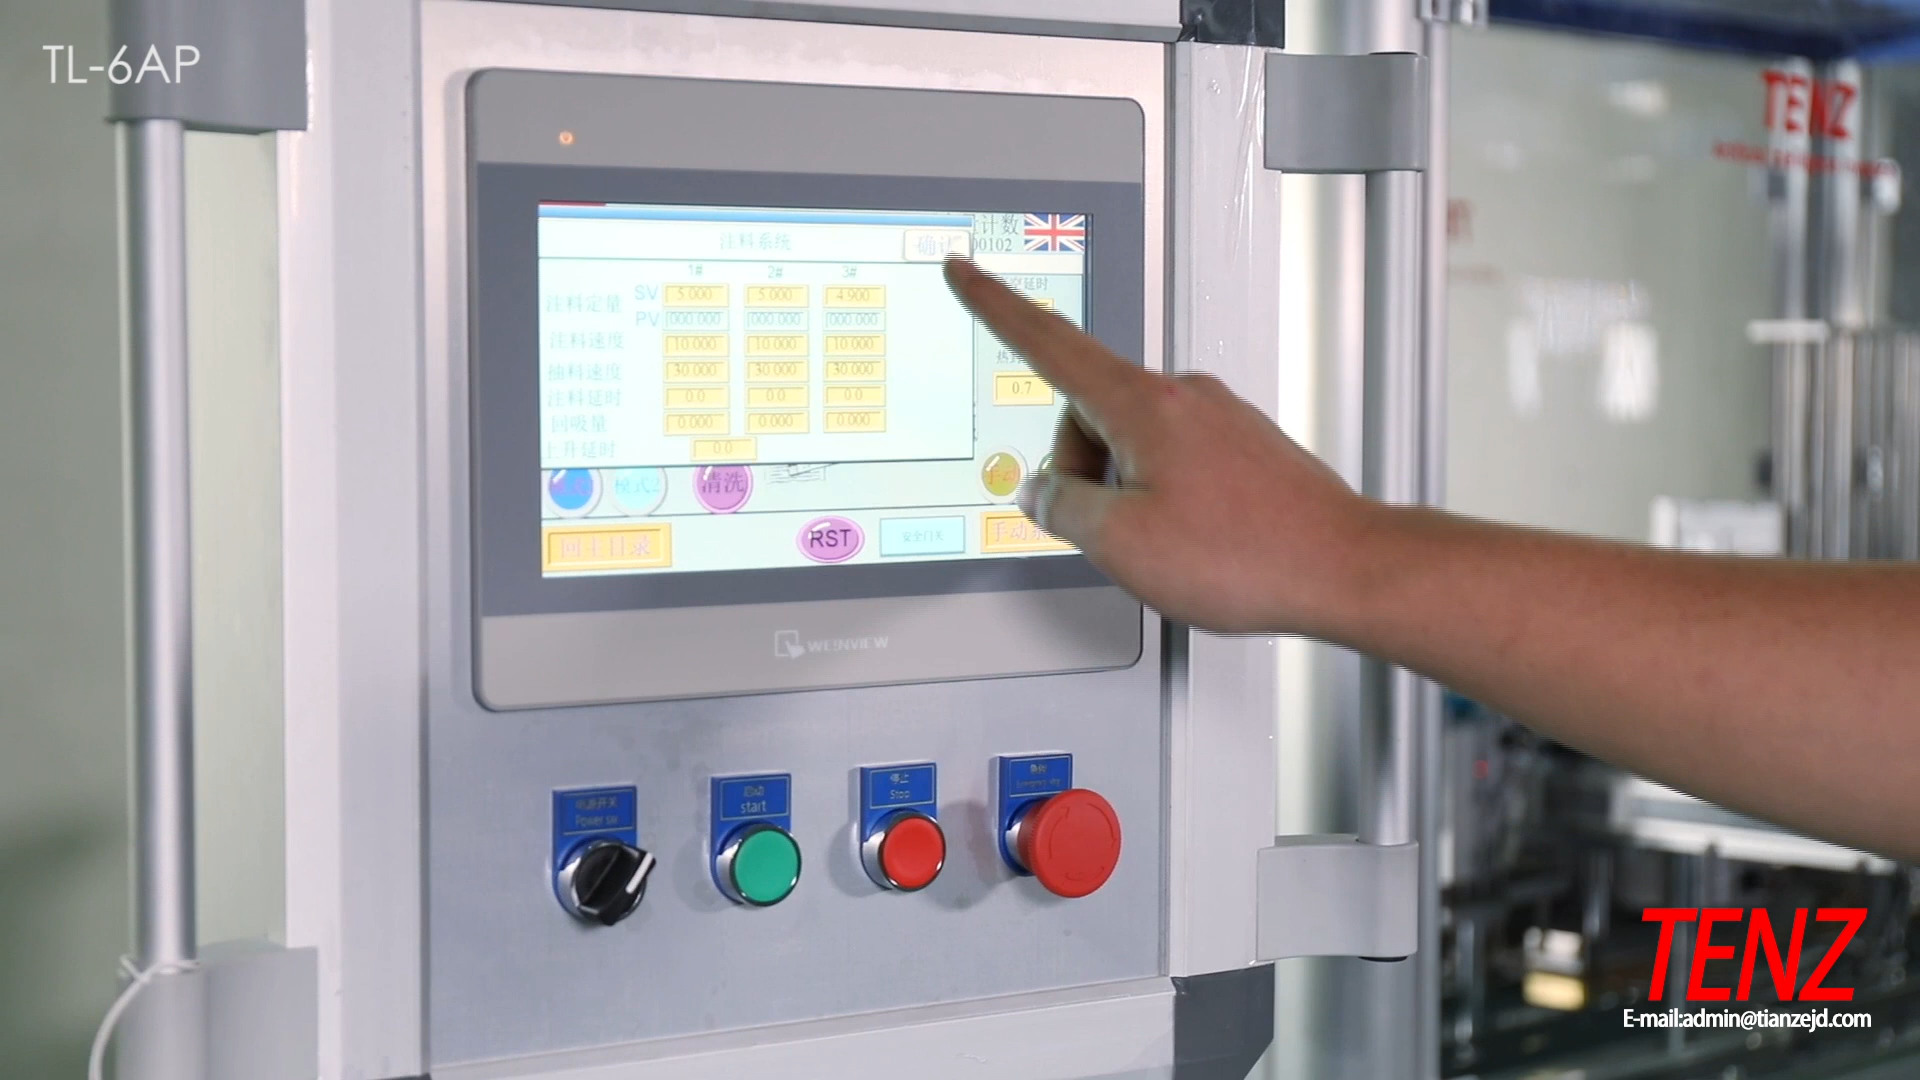 TL-6AP
TENZ
注料系统
确认
计数
00102
1# 2# 3#
注料定量 SV 5.000 5.000 4.900
PV 000.000 000.000 000.000
注料速度 10.000 10.000 10.000
抽料速度 30.000 30.000 30.000
注料延时 0.0 0.0 0.0
回吸量 0.000 0.000 0.000
上升延时 0.0
延时
0.7
模式2
清洗
手动
回主目录
RST
安全门关
手动
WEINVIEW
电源开关
Power sw
启动
start
停止
Stop
急停
Emergency stop
TENZ
E-mail:admin@tianzejd.com